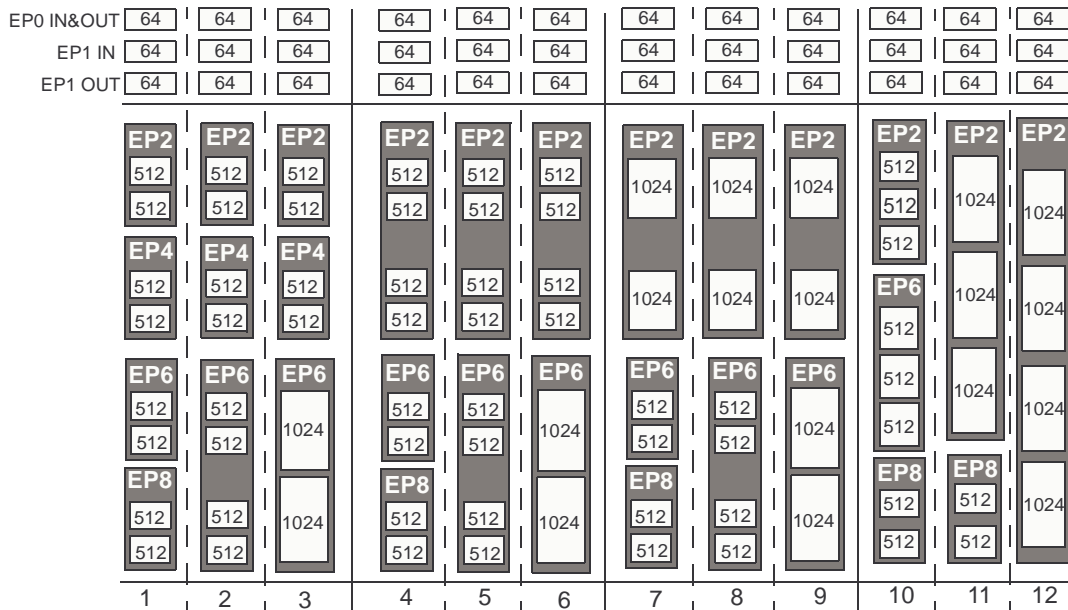 EP0 IN&OUT 64 64 64 64 64 64 64 64 64 64 64 64
EP1 IN 64 64 64 64 64 64 64 64 64 64 64 64
EP1 OUT 64 64 64 64 64 64 64 64 64 64 64 64
EP2 EP2 EP2 EP2 EP2 EP2 EP2 EP2 EP2 EP2 EP2 EP2
512 512 512 512 512 512 1024 1024 1024 512 1024 1024
512 512 512 512 512 512 512
EP4 EP4 EP4 512
512 512 512 512 512 512 1024 1024 1024 EP6 1024 1024
512 512 512 512 512 512 512
EP6 EP6 EP6 EP6 EP6 EP6 EP6 EP6 EP6 512
512 512 1024 512 512 1024 512 512 1024 512 1024 1024
512 512 512 512 512 512
EP8 EP8 EP8 EP8 EP8
512 512 1024 512 512 1024 512 512 1024 512 512 1024
512 512 512 512 512 512 512 512
1 2 3 4 5 6 7 8 9 10 11 12